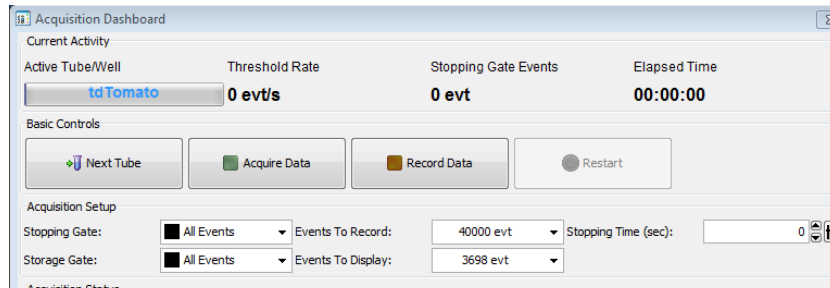 Acquisition Dashboard
Current Activity
Active Tube/Well Threshold Rate Stopping Gate Events Elapsed Time
tdTomato 0 evt/s 0 evt 00:00:00
Basic Controls
Next Tube Acquire Data Record Data Restart
Acquisition Setup
Stopping Gate: All Events Events To Record: 40000 evt Stopping Time (sec): 0
Storage Gate: All Events Events To Display: 3698 evt
Acquisition Status